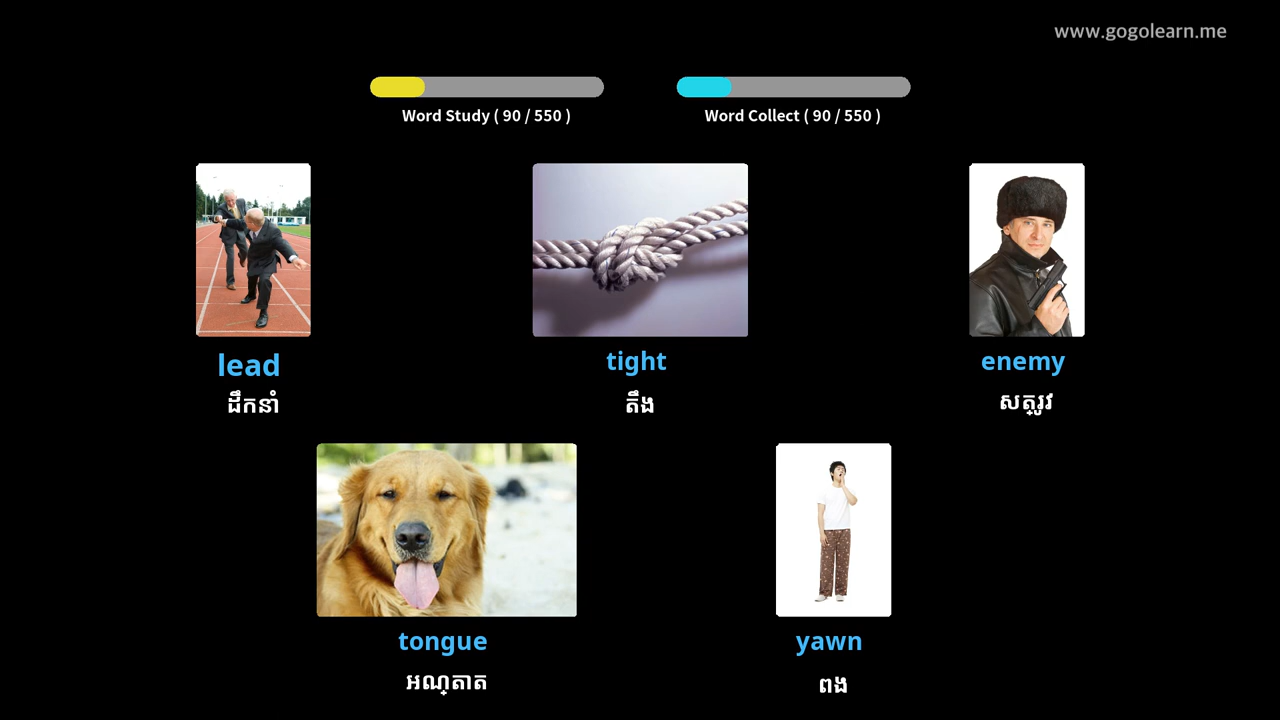 www.gogolearn.me
Word Study ( 90 / 550 )
Word Collect ( 90 / 550 )
lead
ដឹកនាំ
tight
តឹង
enemy
សត្រូវ
tongue
អណ្តាត
yawn
ពង